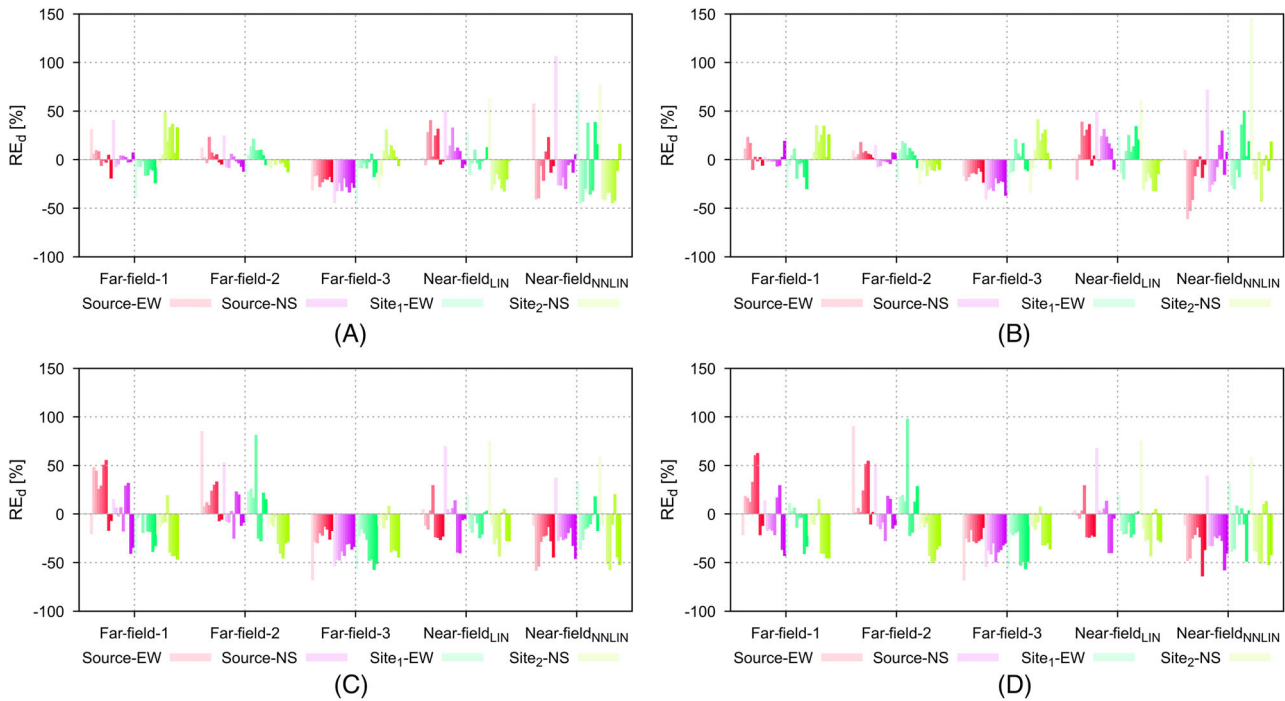 RE_d [%]
150
100
50
0
-50
-100
Far-field-1 Far-field-2 Far-field-3 Near-field_LIN Near-field_NNLIN
Source-EW Source-NS Site_1-EW Site_2-NS
(A)
RE_d [%]
150
100
50
0
-50
-100
Far-field-1 Far-field-2 Far-field-3 Near-field_LIN Near-field_NNLIN
Source-EW Source-NS Site_1-EW Site_2-NS
(B)
RE_d [%]
150
100
50
0
-50
-100
Far-field-1 Far-field-2 Far-field-3 Near-field_LIN Near-field_NNLIN
Source-EW Source-NS Site_1-EW Site_2-NS
(C)
RE_d [%]
150
100
50
0
-50
-100
Far-field-1 Far-field-2 Far-field-3 Near-field_LIN Near-field_NNLIN
Source-EW Source-NS Site_1-EW Site_2-NS
(D)